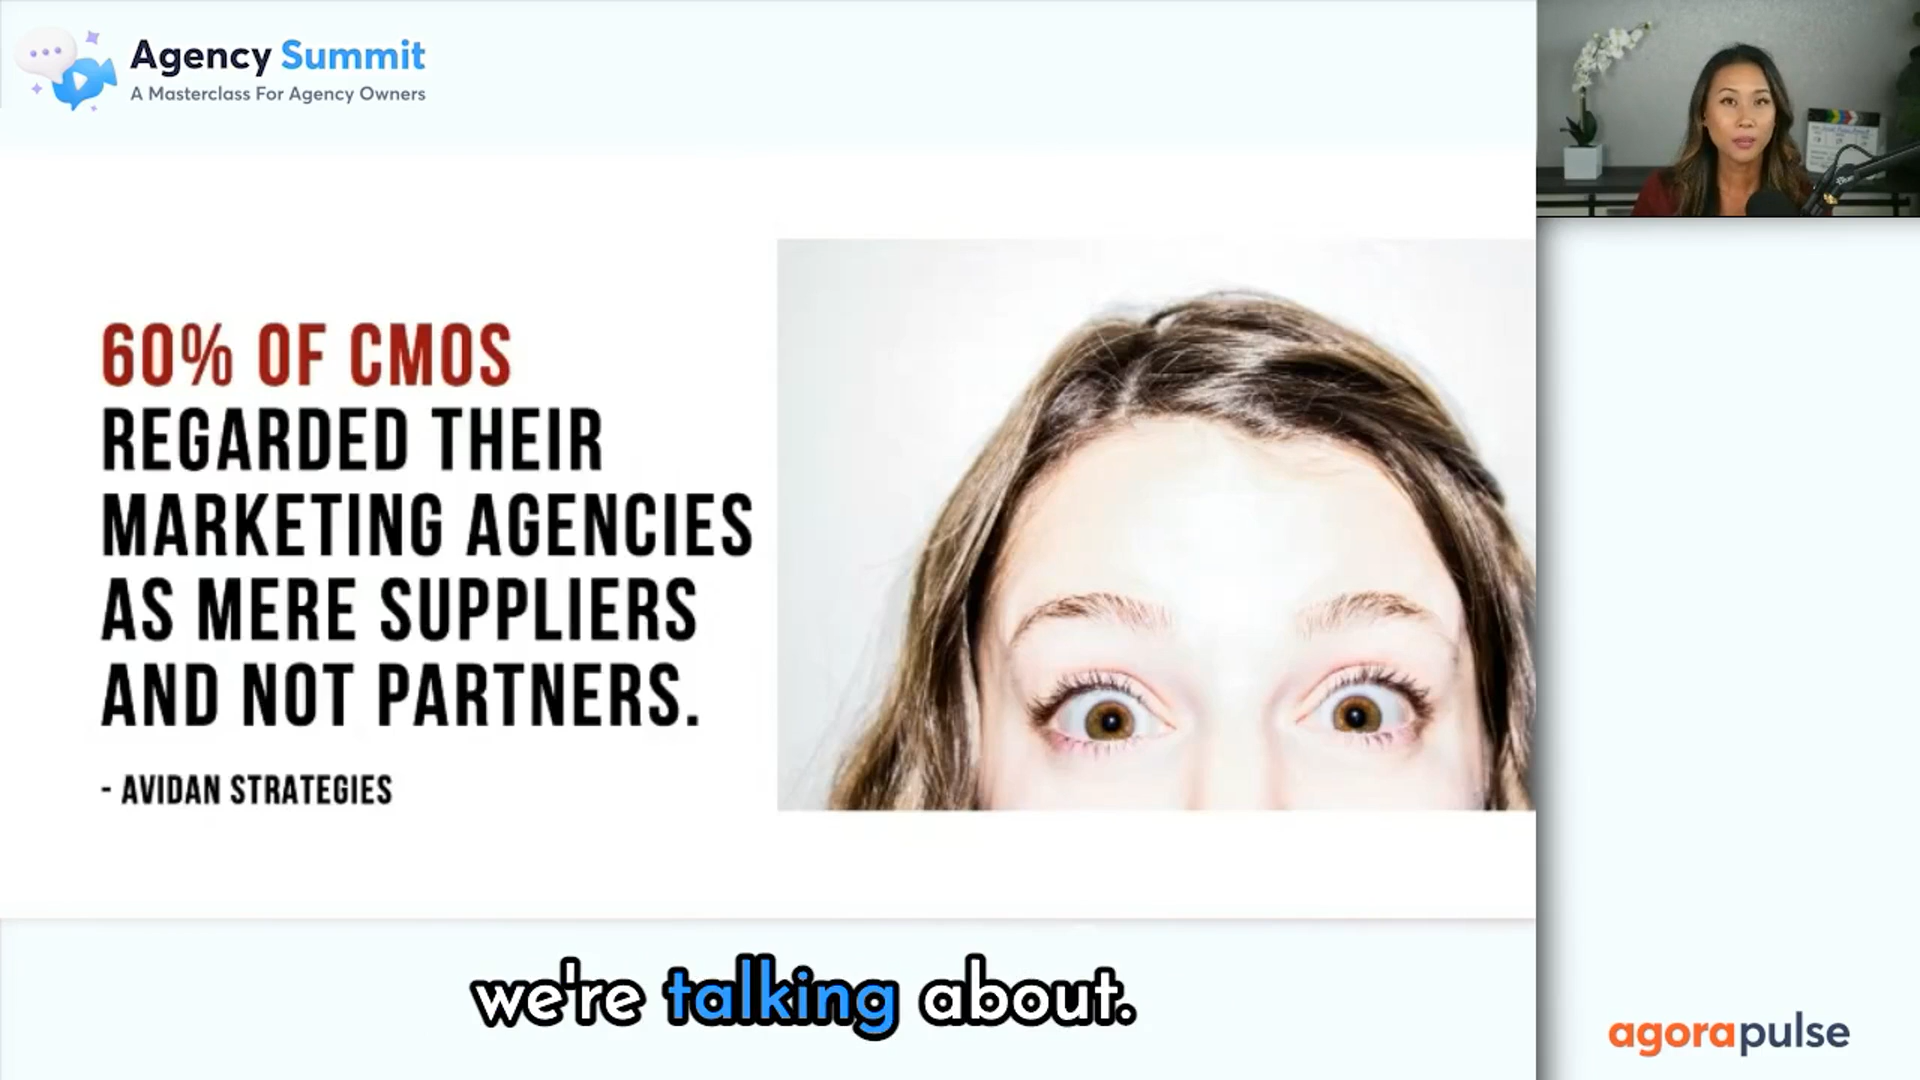 Agency Summit
A Masterclass For Agency Owners
60% OF CMOS
REGARDED THEIR
MARKETING AGENCIES
AS MERE SUPPLIERS
AND NOT PARTNERS.
- AVIDAN STRATEGIES
we're talking about.
agorapulse